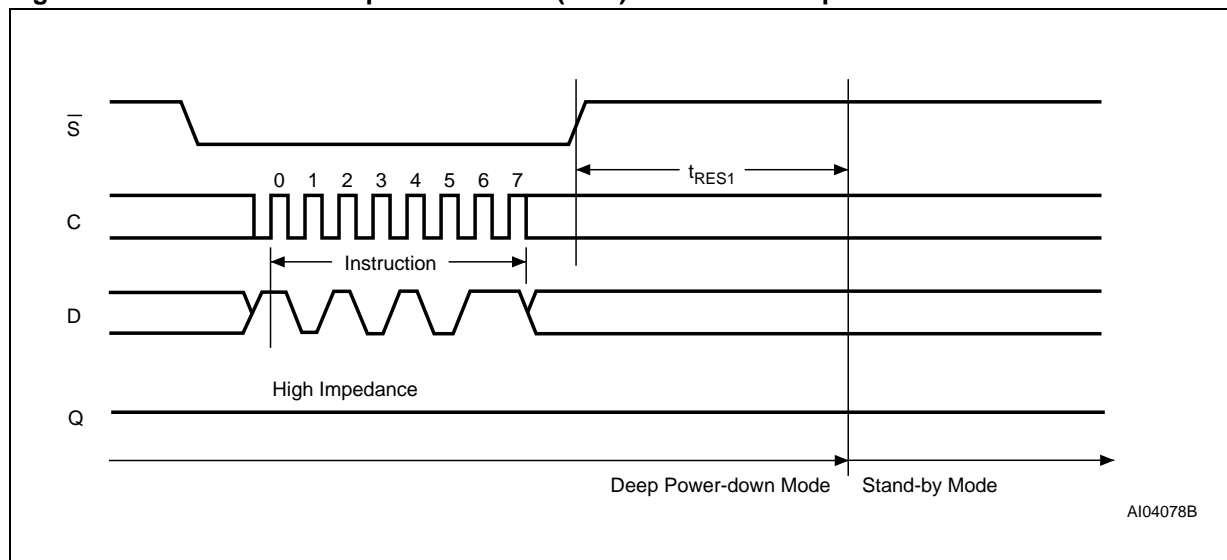 S
0 1 2 3 4 5 6 7
tRES1
C
Instruction
D
High Impedance
Q
Deep Power-down Mode Stand-by Mode
AI04078B